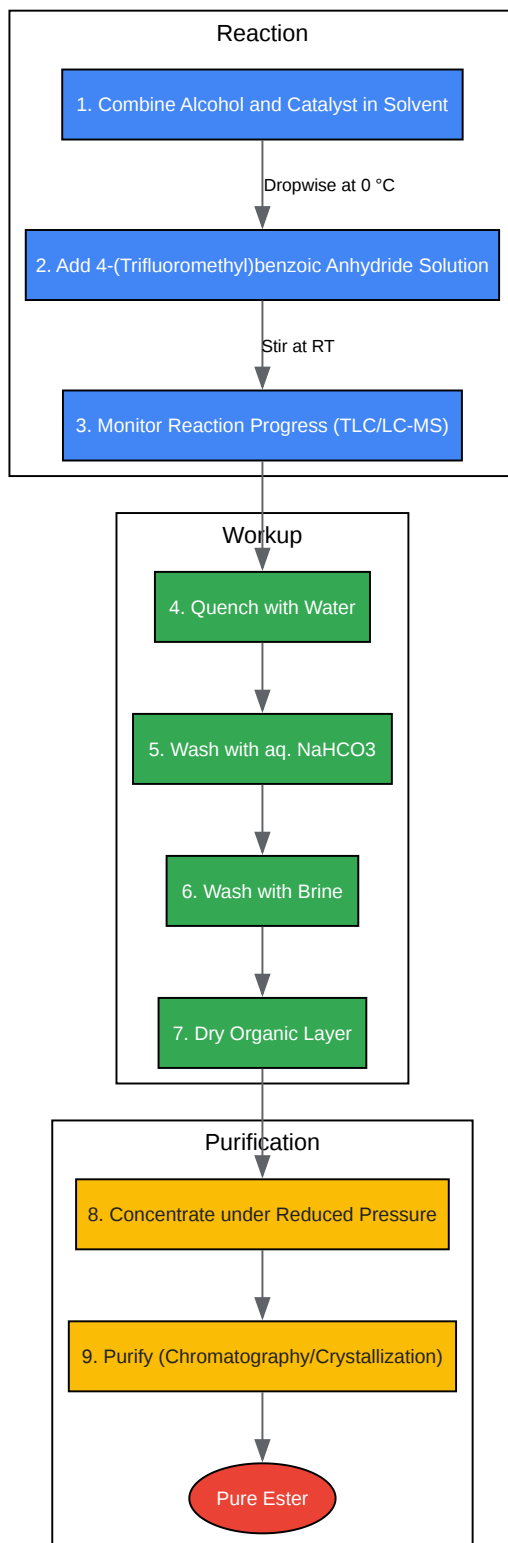 Reaction
1. Combine Alcohol and Catalyst in Solvent
Dropwise at 0 °C
2. Add 4-(Trifluoromethyl)benzoic Anhydride Solution
Stir at RT
3. Monitor Reaction Progress (TLC/LC-MS)
Workup
4. Quench with Water
5. Wash with aq. NaHCO3
6. Wash with Brine
7. Dry Organic Layer
Purification
8. Concentrate under Reduced Pressure
9. Purify (Chromatography/Crystallization)
Pure Ester